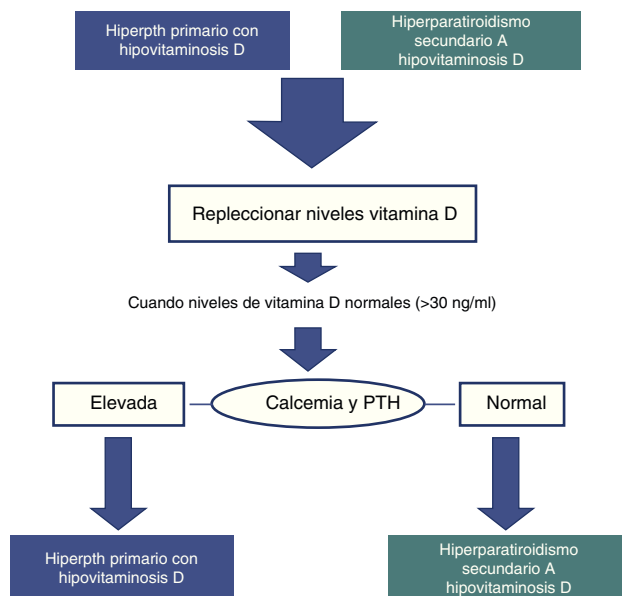 Hiperpth primario con
hipovitaminosis D
Hiperparatiroidismo
secundario A
hipovitaminosis D
Repleccionar niveles vitamina D
Cuando niveles de vitamina D normales (>30 ng/ml)
Elevada
Calcemia y PTH
Normal
Hiperpth primario con
hipovitaminosis D
Hiperparatiroidismo
secundario A
hipovitaminosis D